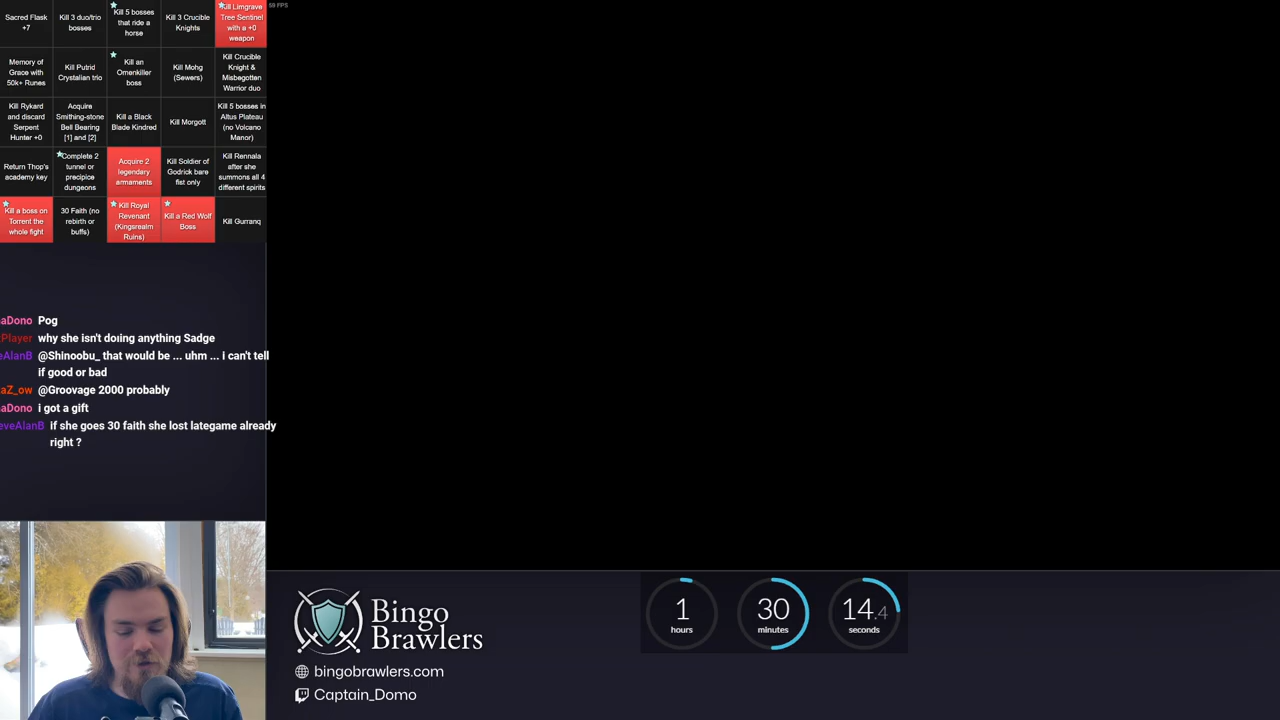 59 FPS
Sacred Flask
+7
Kill 3 duo/trio
bosses
Kill 5 bosses
that ride a
horse
Kill 3 Crucible
Knights
Kill Limgrave
Tree Sentinel
with a +0
weapon
Memory of
Grace with
50k+ Runes
Kill Putrid
Crystalian trio
Kill an
Omenkiller
boss
Kill Mohg
(Sewers)
Kill Crucible
Knight &
Misbegotten
Warrior duo
Kill Rykard
and discard
Serpent
Hunter +0
Acquire
Smithing-stone
Bell Bearing
[1] and [2]
Kill a Black
Blade Kindred
Kill Morgott
Kill 5 bosses in
Altus Plateau
(no Volcano
Manor)
Return Thop's
academy key
Complete 2
tunnel or
precipice
dungeons
Acquire 2
legendary
armaments
Kill Soldier of
Godrick bare
fist only
Kill Rennala
after she
summons all 4
different spirits
Kill a boss on
Torrent the
whole fight
30 Faith (no
rebirth or
buffs)
Kill Royal
Revenant
(Kingsrealm
Ruins)
Kill a Red Wolf
Boss
Kill Gurranq
aDono Pog
Player why she isn't doing anything Sadge
eAlanB @Shinoobu_ that would be ... uhm ... i can't tell
if good or bad
aZ_ow @Groovage 2000 probably
aDono i got a gift
eveAlanB if she goes 30 faith she lost lategame already
right ?
Bingo
Brawlers
bingobrawlers.com
Captain_Domo
1
hours
30
minutes
14.4
seconds